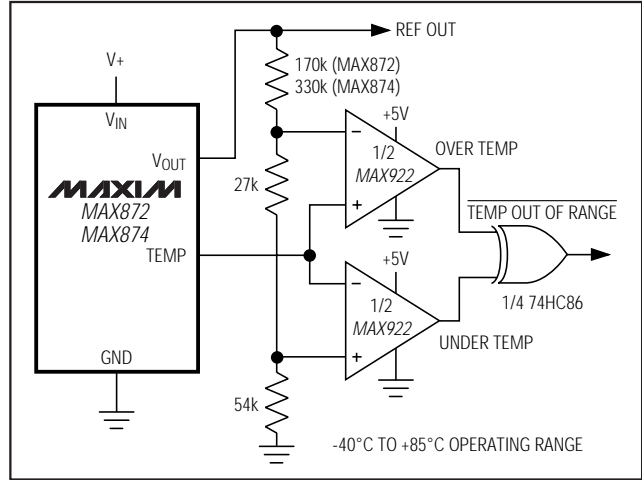 REF OUT
V+
170k (MAX872)
330k (MAX874)
VIN
+5V
VOUT
1/2
MAX922
OVER TEMP
MAXIM
MAX872
MAX874
27k
TEMP OUT OF RANGE
TEMP
+5V
1/2
MAX922
1/4 74HC86
UNDER TEMP
GND
54k
-40°C TO +85°C OPERATING RANGE
−
+
−
+